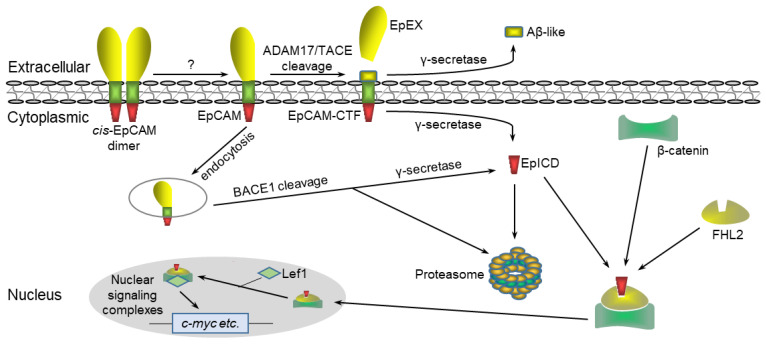 EpEX
Aβ-like
ADAM17/TACE
cleavage
?
γ-secretase
Extracellular
Cytoplasmic
cis-EpCAM
dimer
EpCAM
EpCAM-CTF
γ-secretase
β-catenin
endocytosis
BACE1 cleavage
γ-secretase
EpICD
FHL2
Proteasome
Nucleus
Nuclear
signaling
complexes
Lef1
c-myc etc.